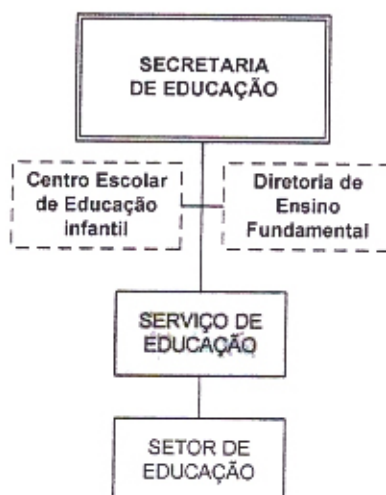 SECRETARIA
DE EDUCAÇÃO
Centro Escolar
de Educação
infantil
Diretoria de
Ensino
Fundamental
SERVIÇO DE
EDUCAÇÃO
SETOR DE
EDUCAÇÃO